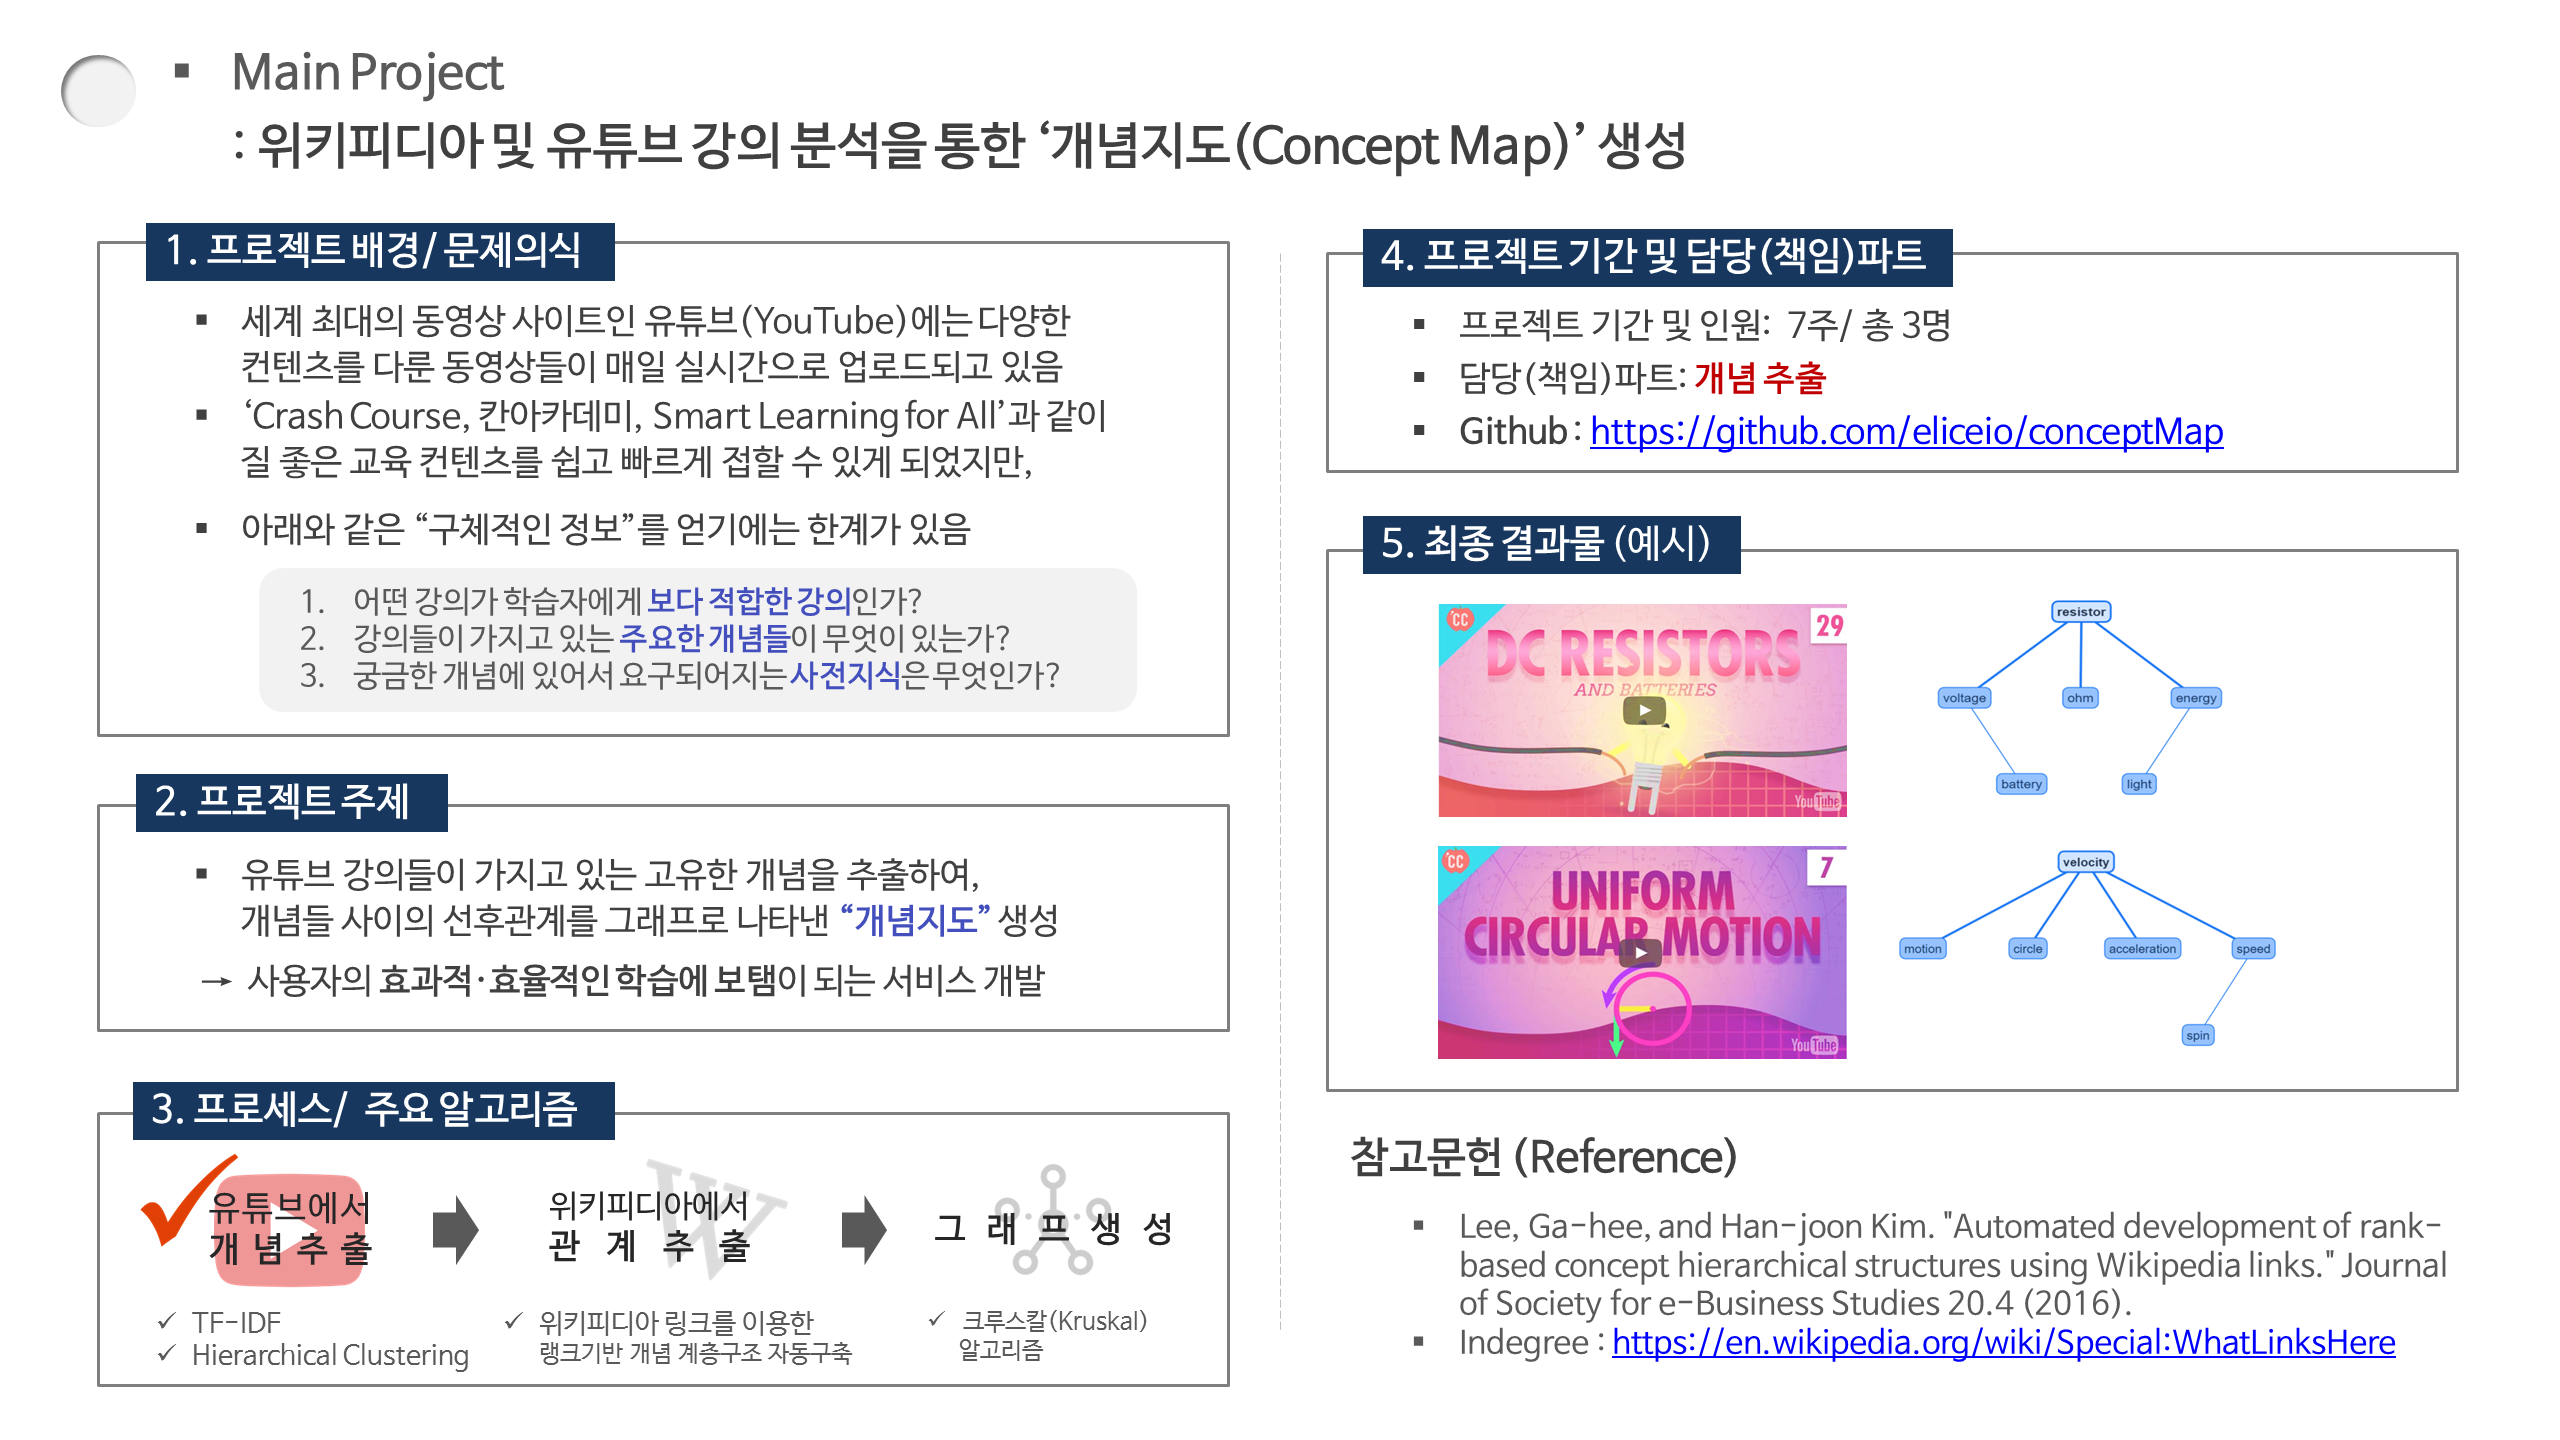 ▪ Main Project
: 위키피디아 및 유튜브 강의 분석을 통한 ‘개념지도(Concept Map)’ 생성
1. 프로젝트 배경/ 문제의식
▪ 세계 최대의 동영상 사이트인 유튜브(YouTube)에는 다양한
컨텐츠를 다룬 동영상들이 매일 실시간으로 업로드되고 있음
▪ ‘Crash Course, 칸아카데미, Smart Learning for All’과 같이
질 좋은 교육 컨텐츠를 쉽고 빠르게 접할 수 있게 되었지만,
▪ 아래와 같은 “구체적인 정보”를 얻기에는 한계가 있음
1. 어떤 강의가 학습자에게 보다 적합한 강의인가?
2. 강의들이 가지고 있는 주요한 개념들이 무엇이 있는가?
3. 궁금한 개념에 있어서 요구되어지는 사전지식은 무엇인가?
2. 프로젝트 주제
▪ 유튜브 강의들이 가지고 있는 고유한 개념을 추출하여,
개념들 사이의 선후관계를 그래프로 나타낸 “개념지도” 생성
→ 사용자의 효과적·효율적인 학습에 보탬이 되는 서비스 개발
3. 프로세스/ 주요 알고리즘
유튜브에서
개 념 추 출
✓ TF-IDF
✓ Hierarchical Clustering
위키피디아에서
관 계 추 출
✓ 위키피디아 링크를 이용한
랭크기반 개념 계층구조 자동구축
그 래 프 생 성
✓ 크루스칼(Kruskal)
알고리즘
4. 프로젝트 기간 및 담당(책임)파트
▪ 프로젝트 기간 및 인원: 7주/ 총 3명
▪ 담당(책임)파트: 개념 추출
▪ Github : https://github.com/eliceio/conceptMap
5. 최종 결과물 (예시)
CC
29
DC RESISTORS
AND BATTERIES
YouTube
resistor
voltage ohm energy
battery light
CC
7
UNIFORM
CIRCULAR MOTION
YouTube
velocity
motion circle acceleration speed
spin
참고문헌 (Reference)
▪ Lee, Ga-hee, and Han-joon Kim. "Automated development of rank-
based concept hierarchical structures using Wikipedia links." Journal
of Society for e-Business Studies 20.4 (2016).
▪ Indegree : https://en.wikipedia.org/wiki/Special:WhatLinksHere